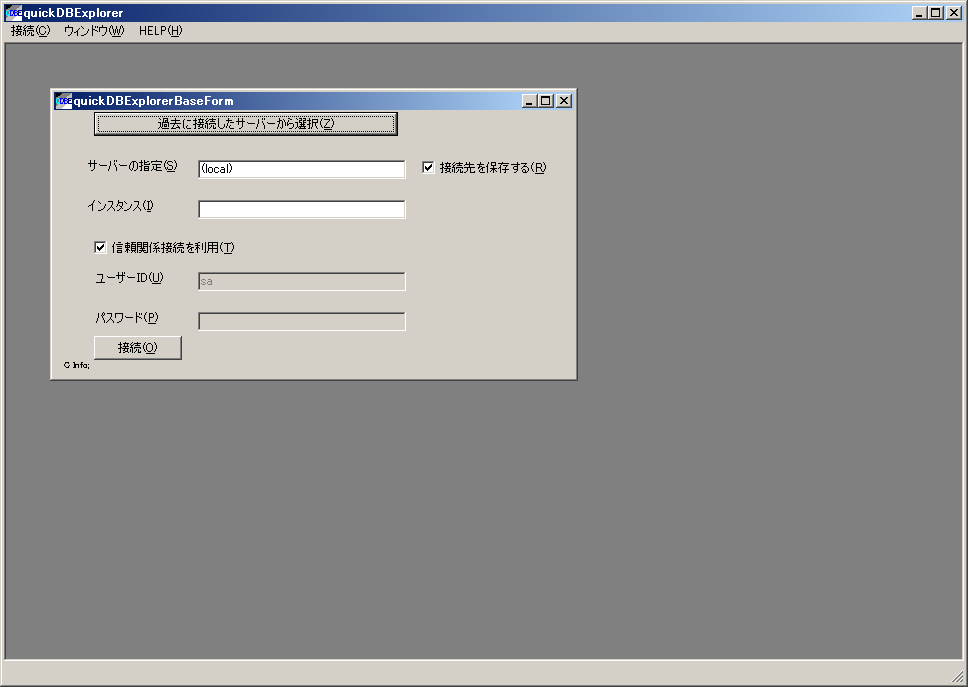 quickDBExplorer
接続(C) ウィンドウ(W) HELP(H)
quickDBExplorerBaseForm
過去に接続したサーバーから選択(Z)
サーバーの指定(S) (local) 接続先を保存する(R)
インスタンス(I)
信頼関係接続を利用(T)
ユーザーID(U) sa
パスワード(P)
接続(O)
C Info;